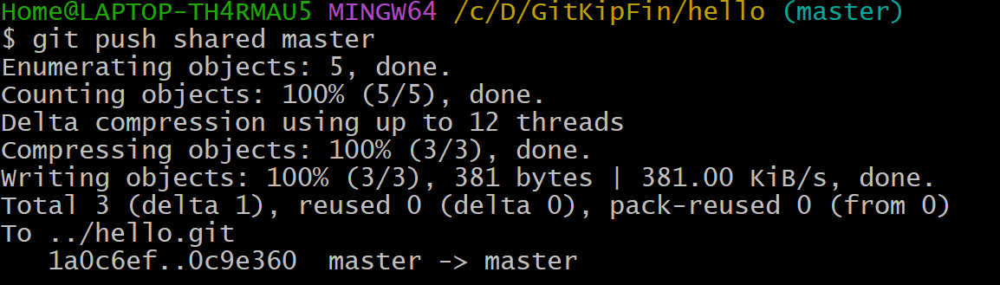 Home@LAPTOP-TH4RMAU5 MINGW64 /c/D/GitKipFin/hello (master)
$ git push shared master
Enumerating objects: 5, done.
Counting objects: 100% (5/5), done.
Delta compression using up to 12 threads
Compressing objects: 100% (3/3), done.
Writing objects: 100% (3/3), 381 bytes | 381.00 KiB/s, done.
Total 3 (delta 1), reused 0 (delta 0), pack-reused 0 (from 0)
To ../hello.git
   1a0c6ef..0c9e360  master -> master